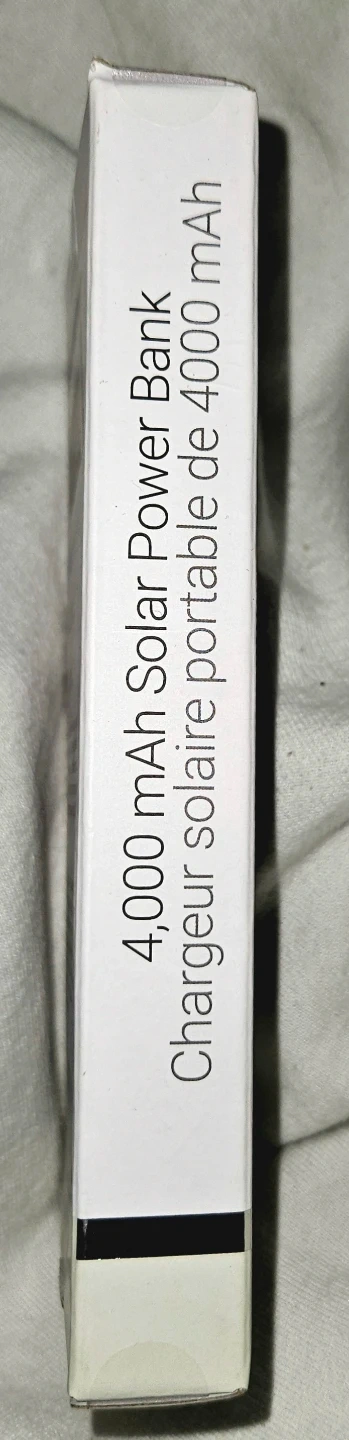 4,000 mAh Solar Power Bank
Chargeur solaire portable de 4000 mAh